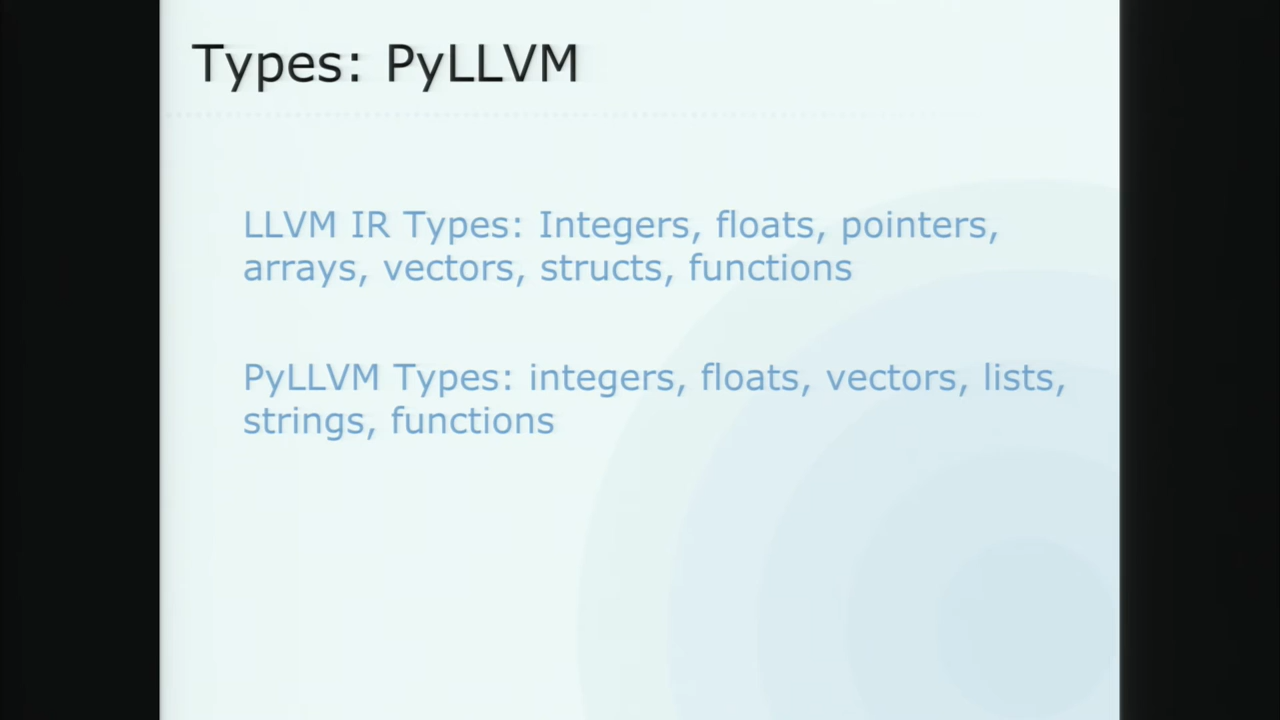 Types: PyLLVM
LLVM IR Types: Integers, floats, pointers,
arrays, vectors, structs, functions
PyLLVM Types: integers, floats, vectors, lists,
strings, functions